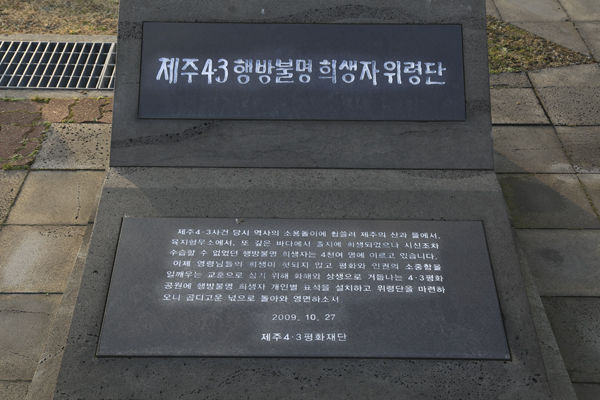 제주4·3행방불명 희생자 위령단
제주4·3사건 당시 역사의 소용돌이에 휩쓸려 제주의 산과 들에서,
육지형무소에서, 또 깊은 바다에서 졸지에 희생되었으나 시신조차
수습할 수 없었던 행방불명 희생자는 4천여 명에 이르고 있습니다.
이제 영령님들의 희생이 헛되지 않고 평화와 인권의 소중함을
일깨우는 교훈으로 삼기 위해 화해와 상생으로 거듭나는 4·3평화
공원에 행방불명 희생자 개인별 표석을 설치하고 위령단을 마련하
오니 곱디고운 넋으로 돌아와 영면하소서
2009. 10. 27
제주4·3평화재단